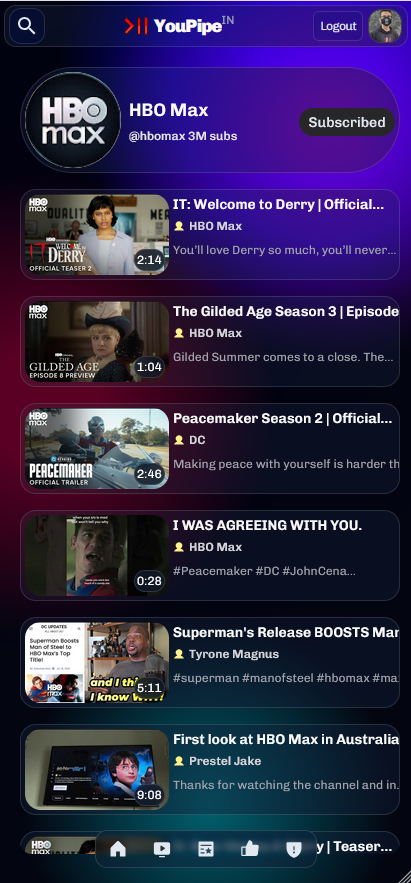 YouPipe IN
Logout
HBO
max
HBO Max
@hbomax 3M subs
Subscribed
HBO
max
IT: Welcome to Derry | Official...
HBO Max
You'll love Derry so much, you'll never...
WELCOME
IT DERRY
OFFICIAL TEASER 2
2:14
HBO
max
The Gilded Age Season 3 | Episode
HBO Max
Gilded Summer comes to a close. The...
THE
GILDED AGE
EPISODE 8 PREVIEW
1:04
HBO
max
Peacemaker Season 2 | Official...
DC
Making peace with yourself is harder th
PEACEMAKER
OFFICIAL TRAILER
2:46
I WAS AGREEING WITH YOU.
HBO Max
#Peacemaker #DC #JohnCena...
0:28
DC UPDATES
Superman Boosts
Man of Steel to
HBO Max's Top
Title!
HBO
max
and I th
I know
5:11
Superman's Release BOOSTS Mar
Tyrone Magnus
#superman #manofsteel #hbomax #ma
First look at HBO Max in Australia
Prestel Jake
Thanks for watching the channel and in.
9:08
HBO
y | Teaser...